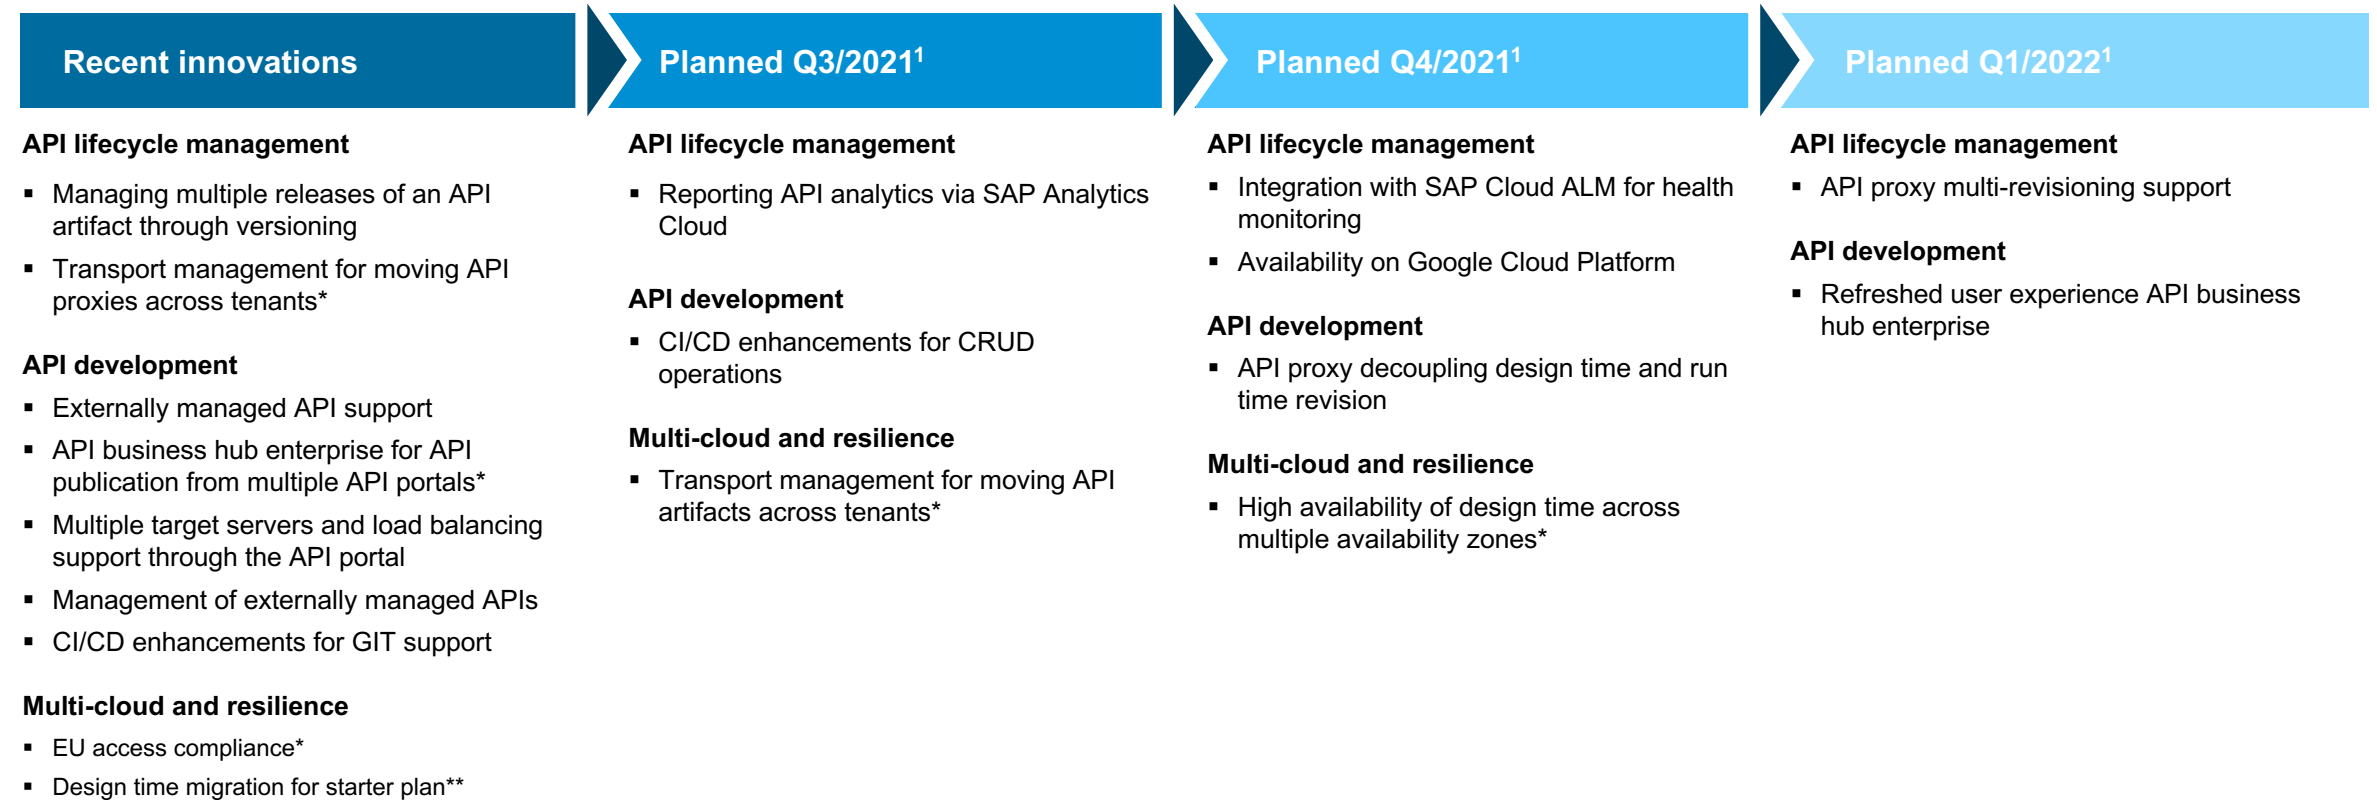 Recent innovations
API lifecycle management
▪ Managing multiple releases of an API
artifact through versioning
▪ Transport management for moving API
proxies across tenants*
API development
▪ Externally managed API support
▪ API business hub enterprise for API
publication from multiple API portals*
▪ Multiple target servers and load balancing
support through the API portal
▪ Management of externally managed APIs
▪ CI/CD enhancements for GIT support
Multi-cloud and resilience
▪ EU access compliance*
▪ Design time migration for starter plan**
Planned Q3/2021¹
API lifecycle management
▪ Reporting API analytics via SAP Analytics
Cloud
API development
▪ CI/CD enhancements for CRUD
operations
Multi-cloud and resilience
▪ Transport management for moving API
artifacts across tenants*
Planned Q4/2021¹
API lifecycle management
▪ Integration with SAP Cloud ALM for health
monitoring
▪ Availability on Google Cloud Platform
API development
▪ API proxy decoupling design time and run
time revision
Multi-cloud and resilience
▪ High availability of design time across
multiple availability zones*
Planned Q1/2022¹
API lifecycle management
▪ API proxy multi-revisioning support
API development
▪ Refreshed user experience API business
hub enterprise